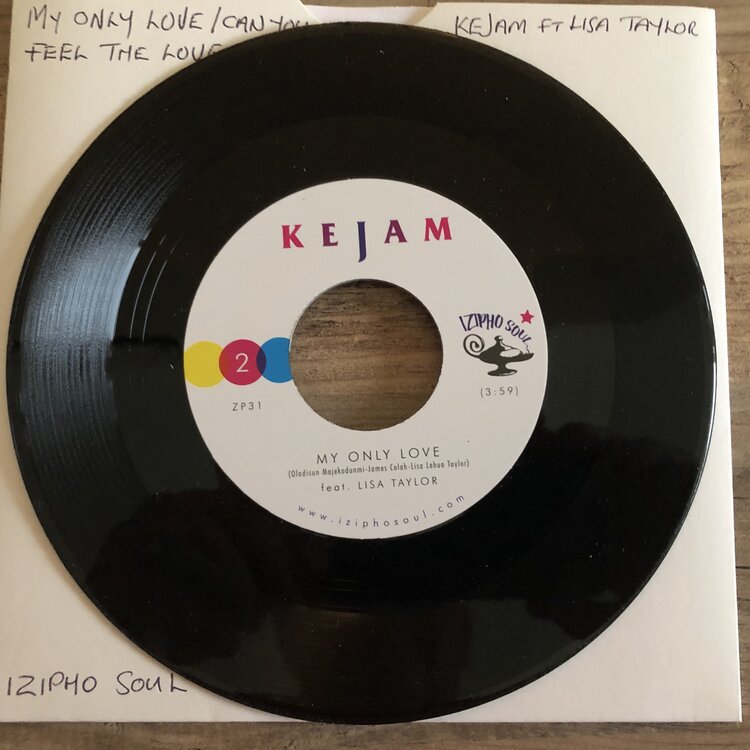 MY ONLY LOVE / CAN YOU
FEEL THE LOVE
KEJAM FT LISA TAYLOR
KEJAM
IZIPHO SOUL
2
ZP31
(3:59)
MY ONLY LOVE
(Oladisun Majekodunmi-James Colah-Lisa Lehua Taylor)
feat. LISA TAYLOR
www.iziphosoul.com
IZIPHO SOUL